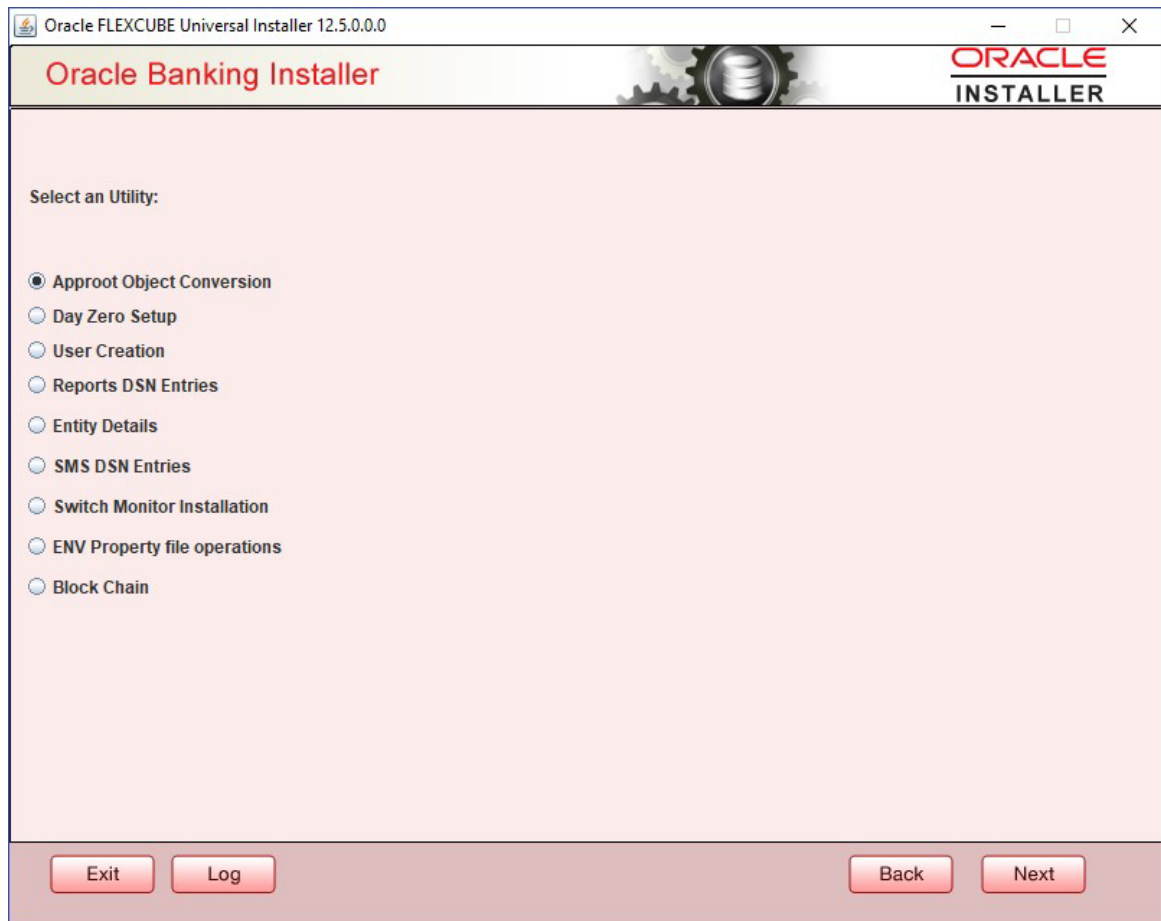 Oracle FLEXCUBE Universal Installer 12.5.0.0.0
Oracle Banking Installer
ORACLE
INSTALLER
Select an Utility:
Approot Object Conversion
Day Zero Setup
User Creation
Reports DSN Entries
Entity Details
SMS DSN Entries
Switch Monitor Installation
ENV Property file operations
Block Chain
Exit Log Back Next